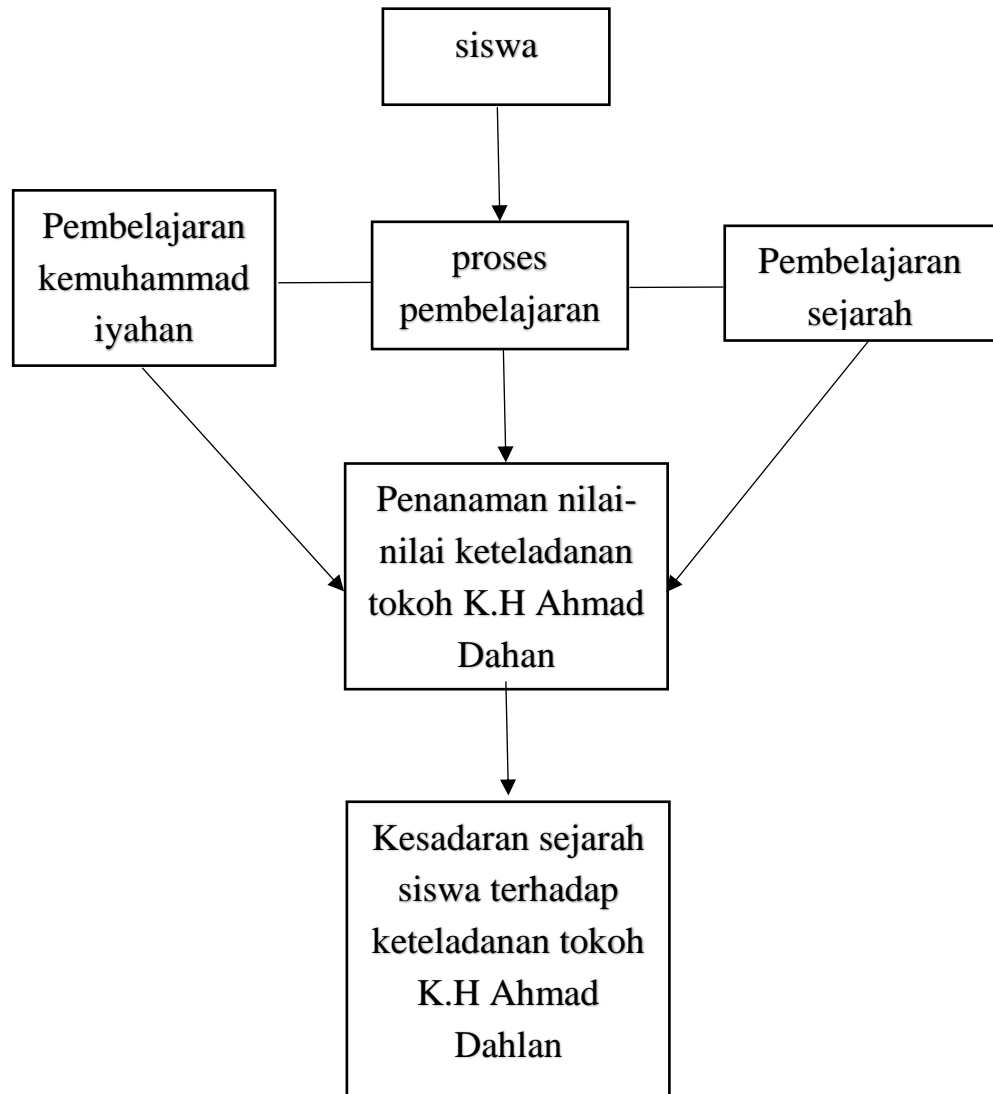 siswa
Pembelajaran
kemuhammad
iyahan
proses
pembelajaran
Pembelajaran
sejarah
Penanaman nilai-
nilai keteladanan
tokoh K.H Ahmad
Dahan
Kesadaran sejarah
siswa terhadap
keteladanan tokoh
K.H Ahmad
Dahlan